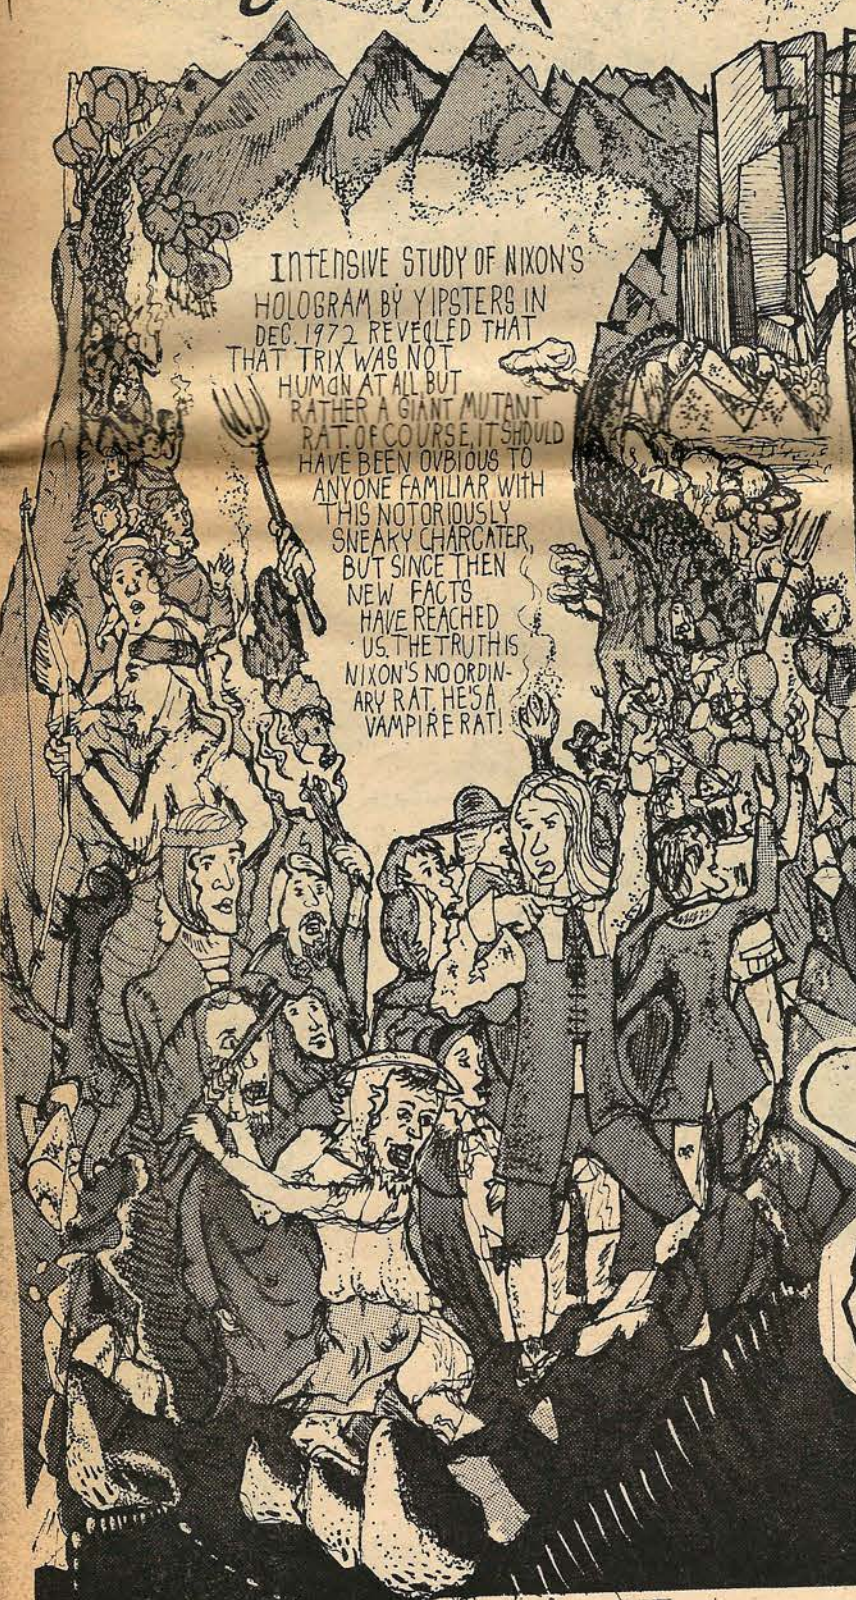 INTENSIVE STUDY OF NIXON'S
HOLOGRAM BY YIPSTERS IN
DEC. 1972 REVEALED THAT
THAT TRIX WAS NOT
HUMAN AT ALL BUT
RATHER A GIANT MUTANT
RAT. OF COURSE, IT SHOULD
HAVE BEEN OVBIOUS TO
ANYONE FAMILIAR WITH
THIS NOTORIOUSLY
SNEAKY CHARCATER,
BUT SINCE THEN
NEW FACTS
HAVE REACHED
US. THE TRUTH IS
NIXON'S NO ORDIN-
ARY RAT. HE'S A
VAMPIRE RAT!